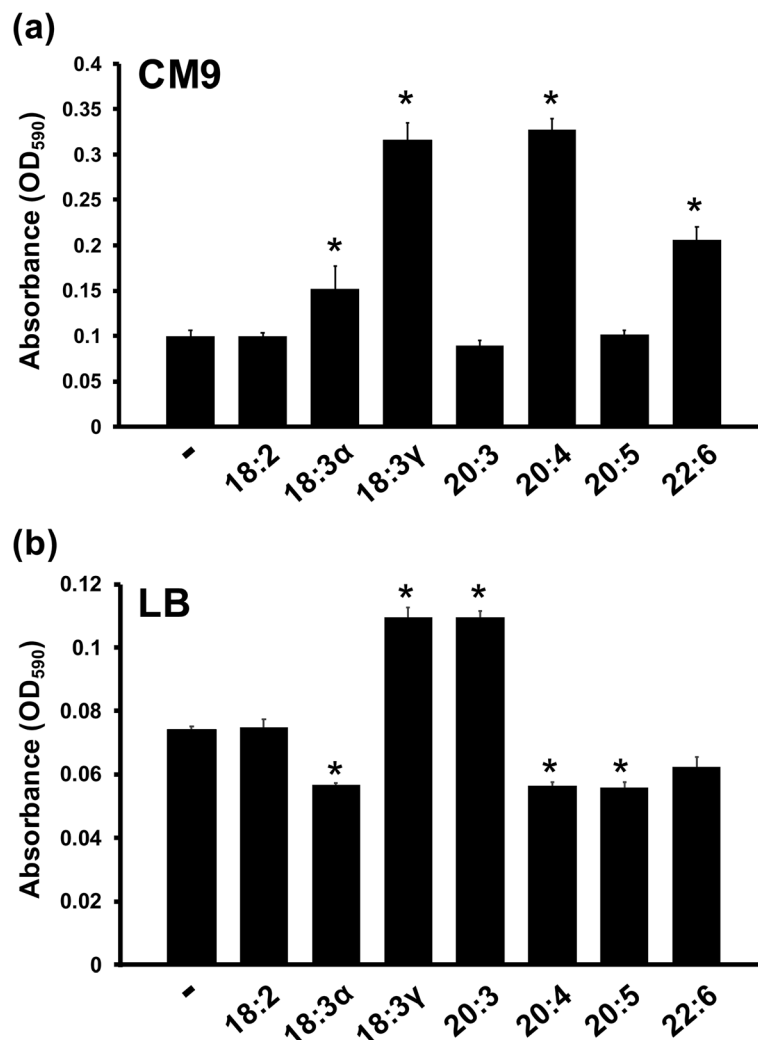 (a)
CM9
Absorbance (OD590)
0.4
0.35
0.3
0.25
0.2
0.15
0.1
0.05
0
* * * *
- 18:2 18:3α 18:3γ 20:3 20:4 20:5 22:6
(b)
LB
Absorbance (OD590)
0.12
0.1
0.08
0.06
0.04
0.02
0
* * * * *
- 18:2 18:3α 18:3γ 20:3 20:4 20:5 22:6